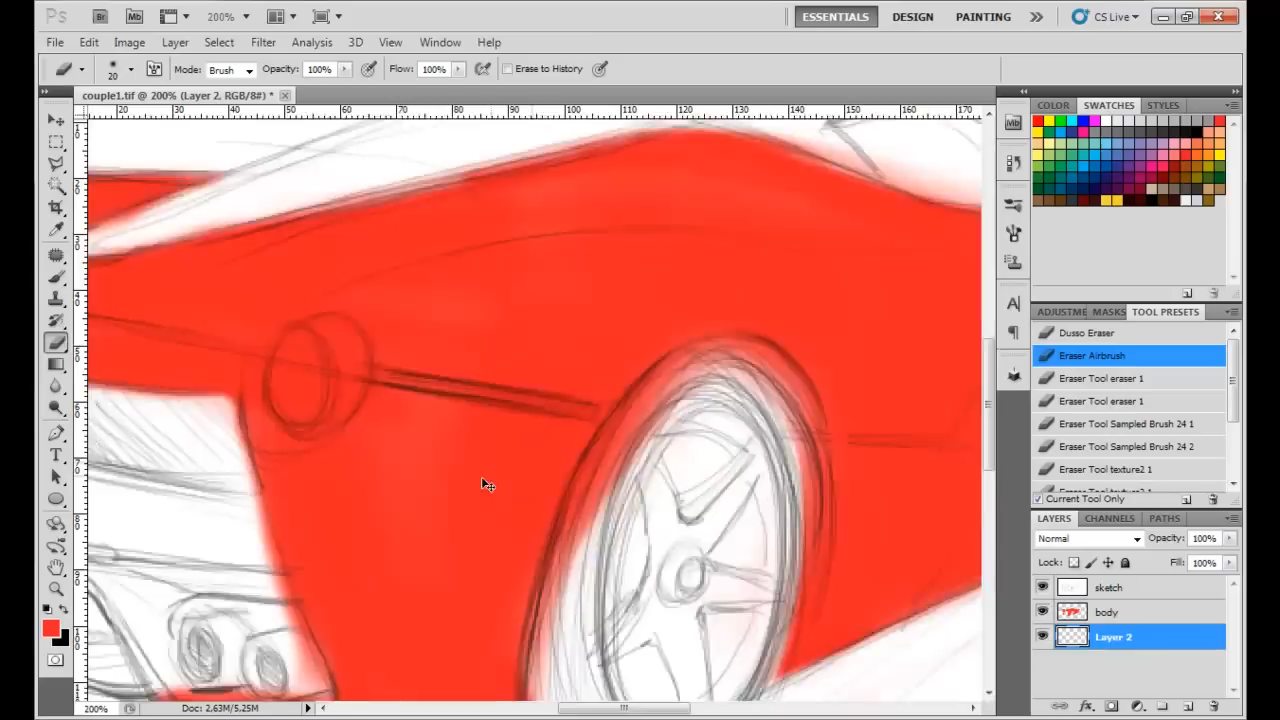 Ps Br Mb 200% ESSENTIALS DESIGN PAINTING CS Live
File Edit Image Layer Select Filter Analysis 3D View Window Help
20 Mode: Brush Opacity: 100% Flow: 100% Erase to History
couple1.tif @ 200% (Layer 2, RGB/8#) *
20 30 40 50 60 70 80 90 100 110 120 130 140 150 160 170
COLOR SWATCHES STYLES
Mb
ADJUSTME MASKS TOOL PRESETS
Dusso Eraser
Eraser Airbrush
Eraser Tool eraser 1
Eraser Tool eraser 1
Eraser Tool Sampled Brush 24 1
Eraser Tool Sampled Brush 24 2
Eraser Tool texture2 1
Current Tool Only
LAYERS CHANNELS PATHS
Normal Opacity: 100%
Lock: Fill: 100%
sketch
body
Layer 2
200% Doc: 2.63M/5.25M